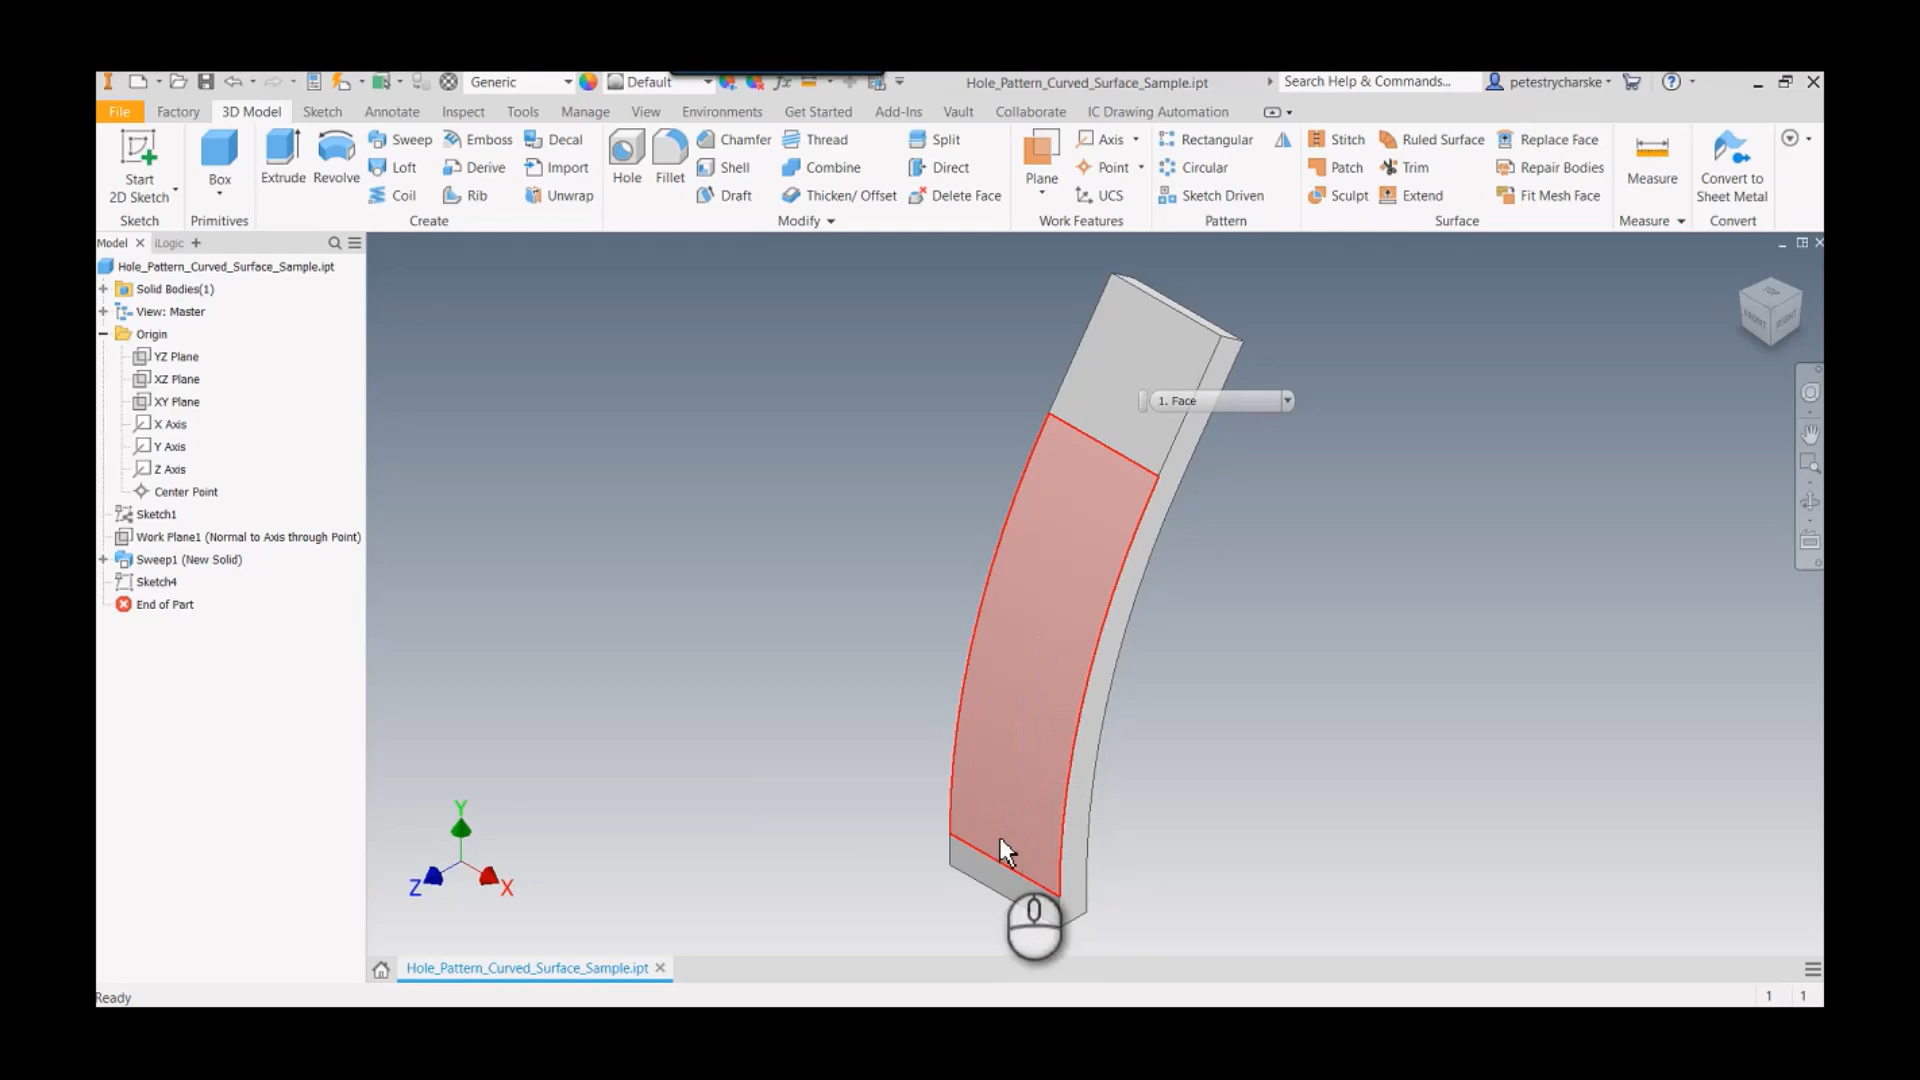 Generic Default Hole_Pattern_Curved_Surface_Sample.ipt Search Help & Commands... petestrycharske
File Factory 3D Model Sketch Annotate Inspect Tools Manage View Environments Get Started Add-Ins Vault Collaborate IC Drawing Automation
Start 2D Sketch
Box
Extrude
Revolve
Sweep Emboss Decal
Loft Derive Import
Coil Rib Unwrap
Hole
Fillet
Chamfer Thread Split
Shell Combine Direct
Draft Thicken/ Offset Delete Face
Plane
Axis
Point
UCS
Rectangular
Circular
Sketch Driven
Stitch Ruled Surface Replace Face
Patch Trim Repair Bodies
Sculpt Extend Fit Mesh Face
Measure
Convert to Sheet Metal
Sketch Primitives Create Modify Work Features Pattern Surface Measure Convert
Model iLogic
Hole_Pattern_Curved_Surface_Sample.ipt
Solid Bodies(1)
View: Master
Origin
YZ Plane
XZ Plane
XY Plane
X Axis
Y Axis
Z Axis
Center Point
Sketch1
Work Plane1 (Normal to Axis through Point)
Sweep1 (New Solid)
Sketch4
End of Part
1. Face
TOP
FRONT RIGHT
Y
Z X
Hole_Pattern_Curved_Surface_Sample.ipt
Ready 1 1